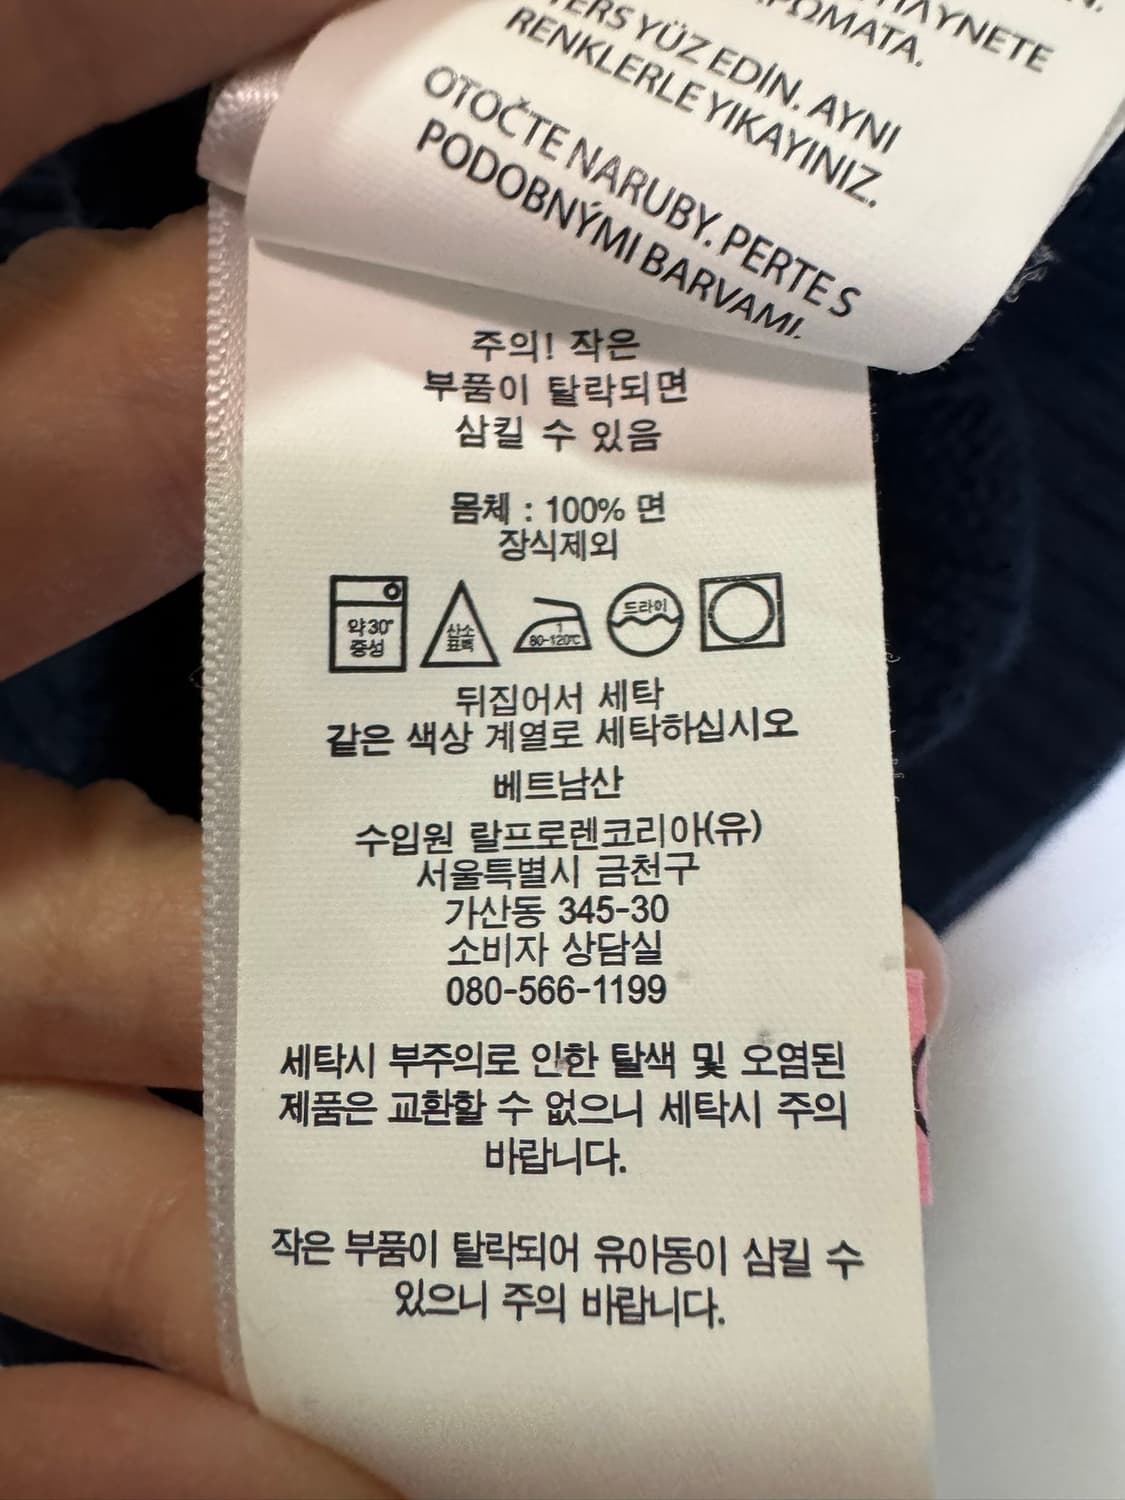 TERS YÜZ EDİN. AYNI
RENKLERLE YIKAYINIZ.
OTOČTE NARUBY. PERTE S
PODOBNÝMI BARVAMI.
주의! 작은
부품이 탈락되면
삼킬 수 있음
몸체 : 100% 면
장식제외
약30°
중성
산소
표백
1
80-120℃
드라이
뒤집어서 세탁
같은 색상 계열로 세탁하십시오
베트남산
수입원 랄프로렌코리아(유)
서울특별시 금천구
가산동 345-30
소비자 상담실
080-566-1199
세탁시 부주의로 인한 탈색 및 오염된
제품은 교환할 수 없으니 세탁시 주의
바랍니다.
작은 부품이 탈락되어 유아동이 삼킬 수
있으니 주의 바랍니다.